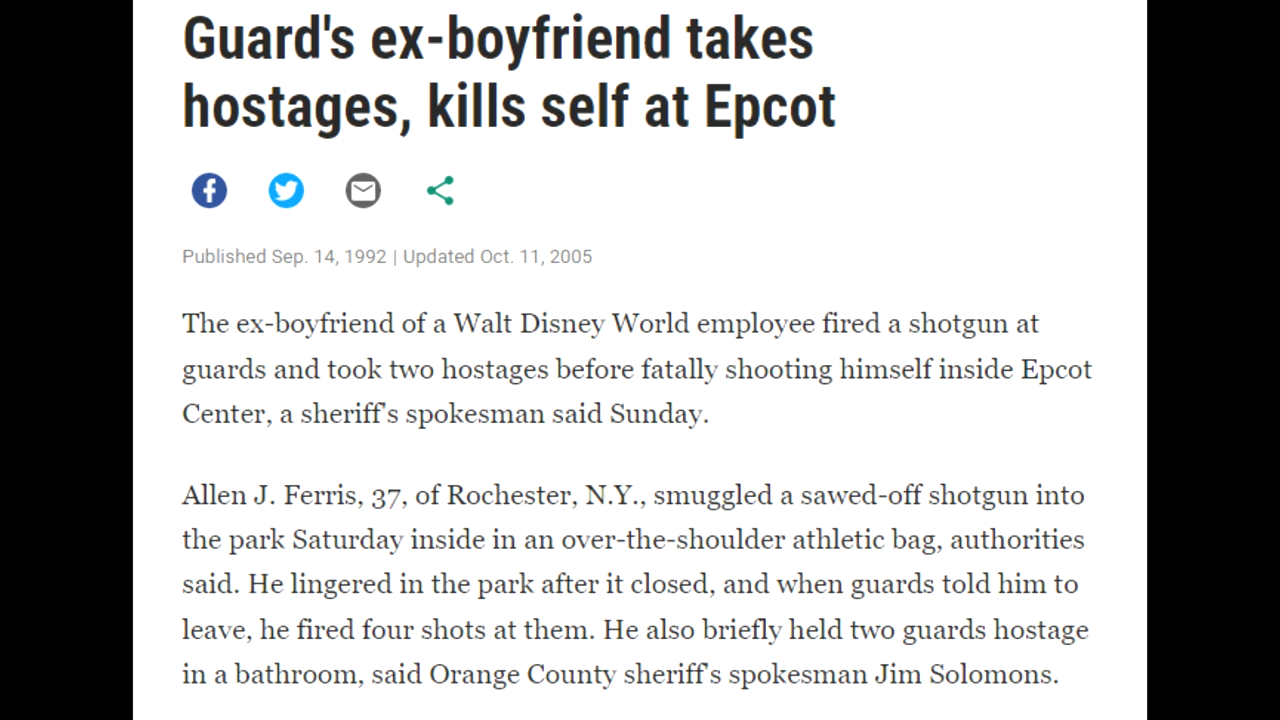 Guard's ex-boyfriend takes
hostages, kills self at Epcot
Published Sep. 14, 1992 | Updated Oct. 11, 2005
The ex-boyfriend of a Walt Disney World employee fired a shotgun at
guards and took two hostages before fatally shooting himself inside Epcot
Center, a sheriff's spokesman said Sunday.
Allen J. Ferris, 37, of Rochester, N.Y., smuggled a sawed-off shotgun into
the park Saturday inside in an over-the-shoulder athletic bag, authorities
said. He lingered in the park after it closed, and when guards told him to
leave, he fired four shots at them. He also briefly held two guards hostage
in a bathroom, said Orange County sheriff's spokesman Jim Solomons.